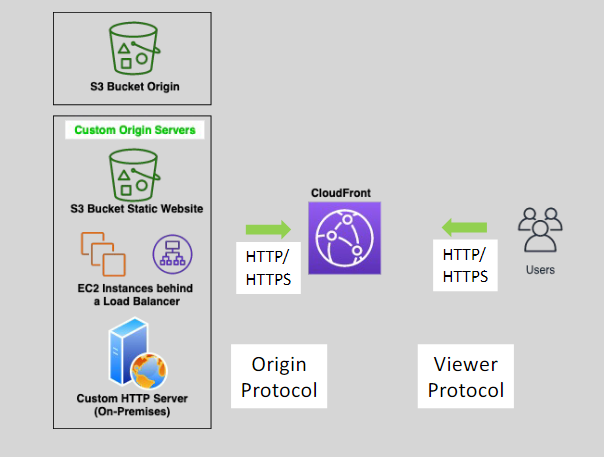 S3 Bucket Origin
Custom Origin Servers
S3 Bucket Static Website
EC2 Instances behind
a Load Balancer
Custom HTTP Server
(On-Premises)
HTTP/
HTTPS
Origin
Protocol
CloudFront
HTTP/
HTTPS
Viewer
Protocol
Users